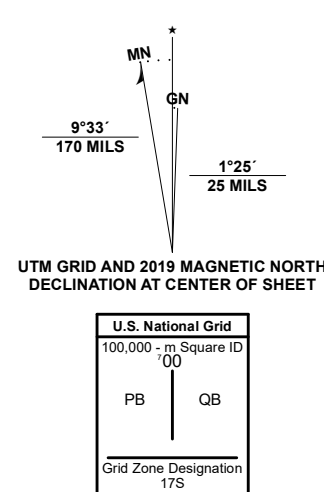 ★
MN
GN
9°33´
170 MILS
1°25´
25 MILS
UTM GRID AND 2019 MAGNETIC NORTH
DECLINATION AT CENTER OF SHEET
U.S. National Grid
100,000 - m Square ID
⁷00
PB QB
Grid Zone Designation
17S